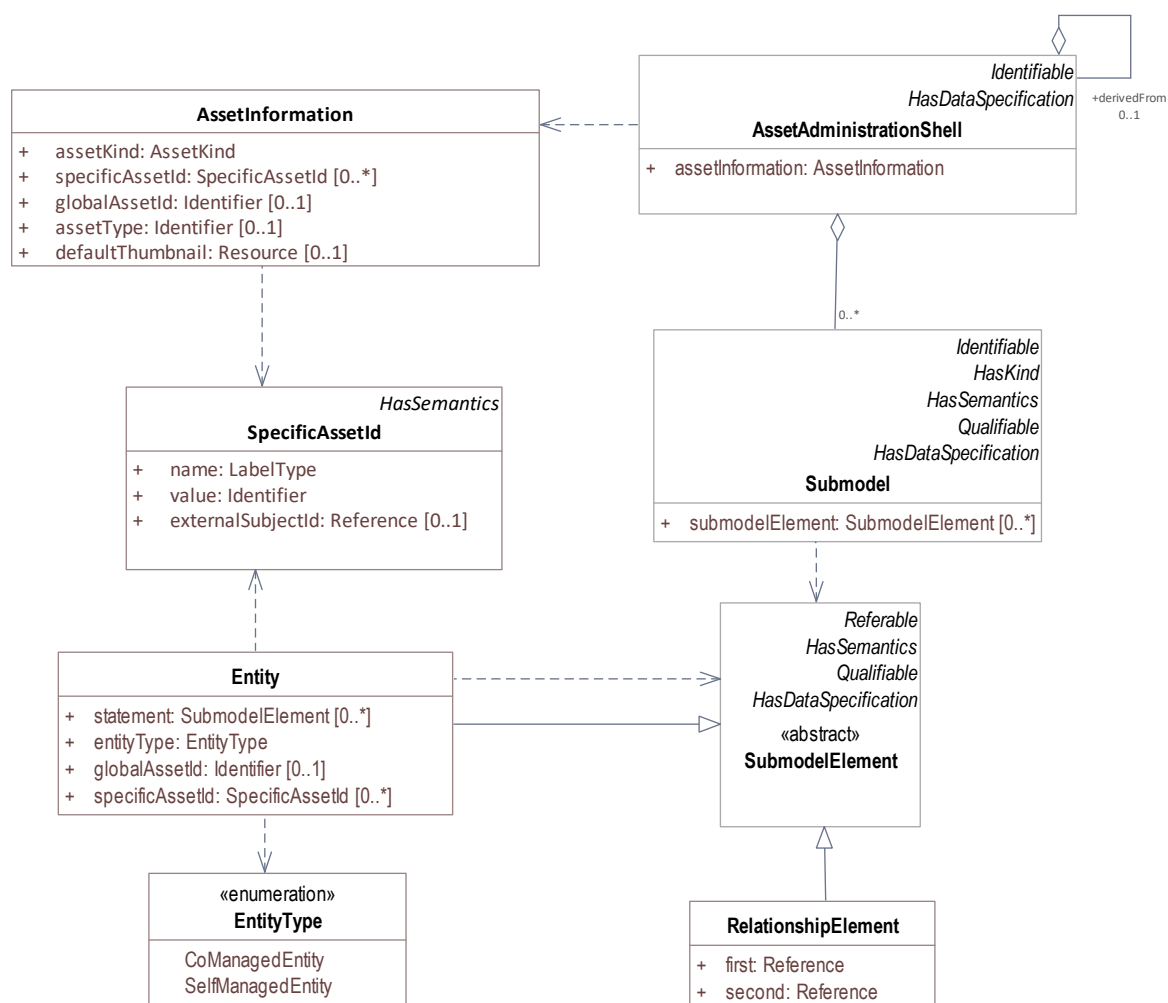 Identifiable
HasDataSpecification
AssetAdministrationShell
+ assetInformation: AssetInformation
+derivedFrom
0..1
AssetInformation
+ assetKind: AssetKind
+ specificAssetId: SpecificAssetId [0..*]
+ globalAssetId: Identifier [0..1]
+ assetType: Identifier [0..1]
+ defaultThumbnail: Resource [0..1]
0..*
Identifiable
HasKind
HasSemantics
Qualifiable
HasDataSpecification
Submodel
+ submodelElement: SubmodelElement [0..*]
HasSemantics
SpecificAssetId
+ name: LabelType
+ value: Identifier
+ externalSubjectId: Reference [0..1]
Referable
HasSemantics
Qualifiable
HasDataSpecification
«abstract»
SubmodelElement
Entity
+ statement: SubmodelElement [0..*]
+ entityType: EntityType
+ globalAssetId: Identifier [0..1]
+ specificAssetId: SpecificAssetId [0..*]
«enumeration»
EntityType
CoManagedEntity
SelfManagedEntity
RelationshipElement
+ first: Reference
+ second: Reference